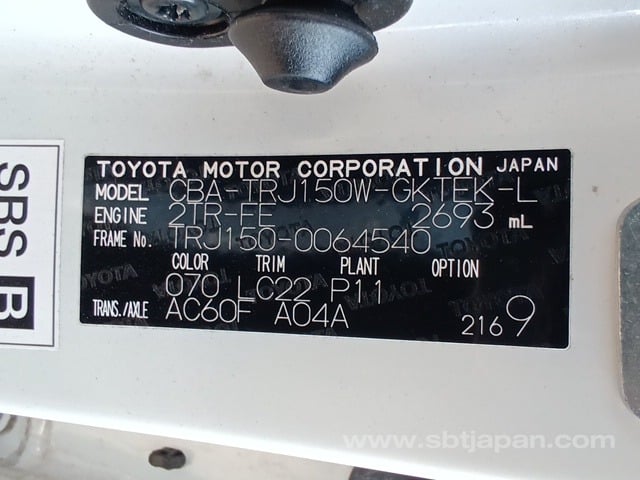 TOYOTA MOTOR CORPORATION JAPAN
MODEL CBA-TRJ150W-GKTEK-L
ENGINE 2TR-FE 2693 mL
FRAME No. TRJ150-0064540
COLOR TRIM PLANT OPTION
070 LC22 P11
TRANS./AXLE AC60F A04A
2169
SBS B
www.sbtjapan.com